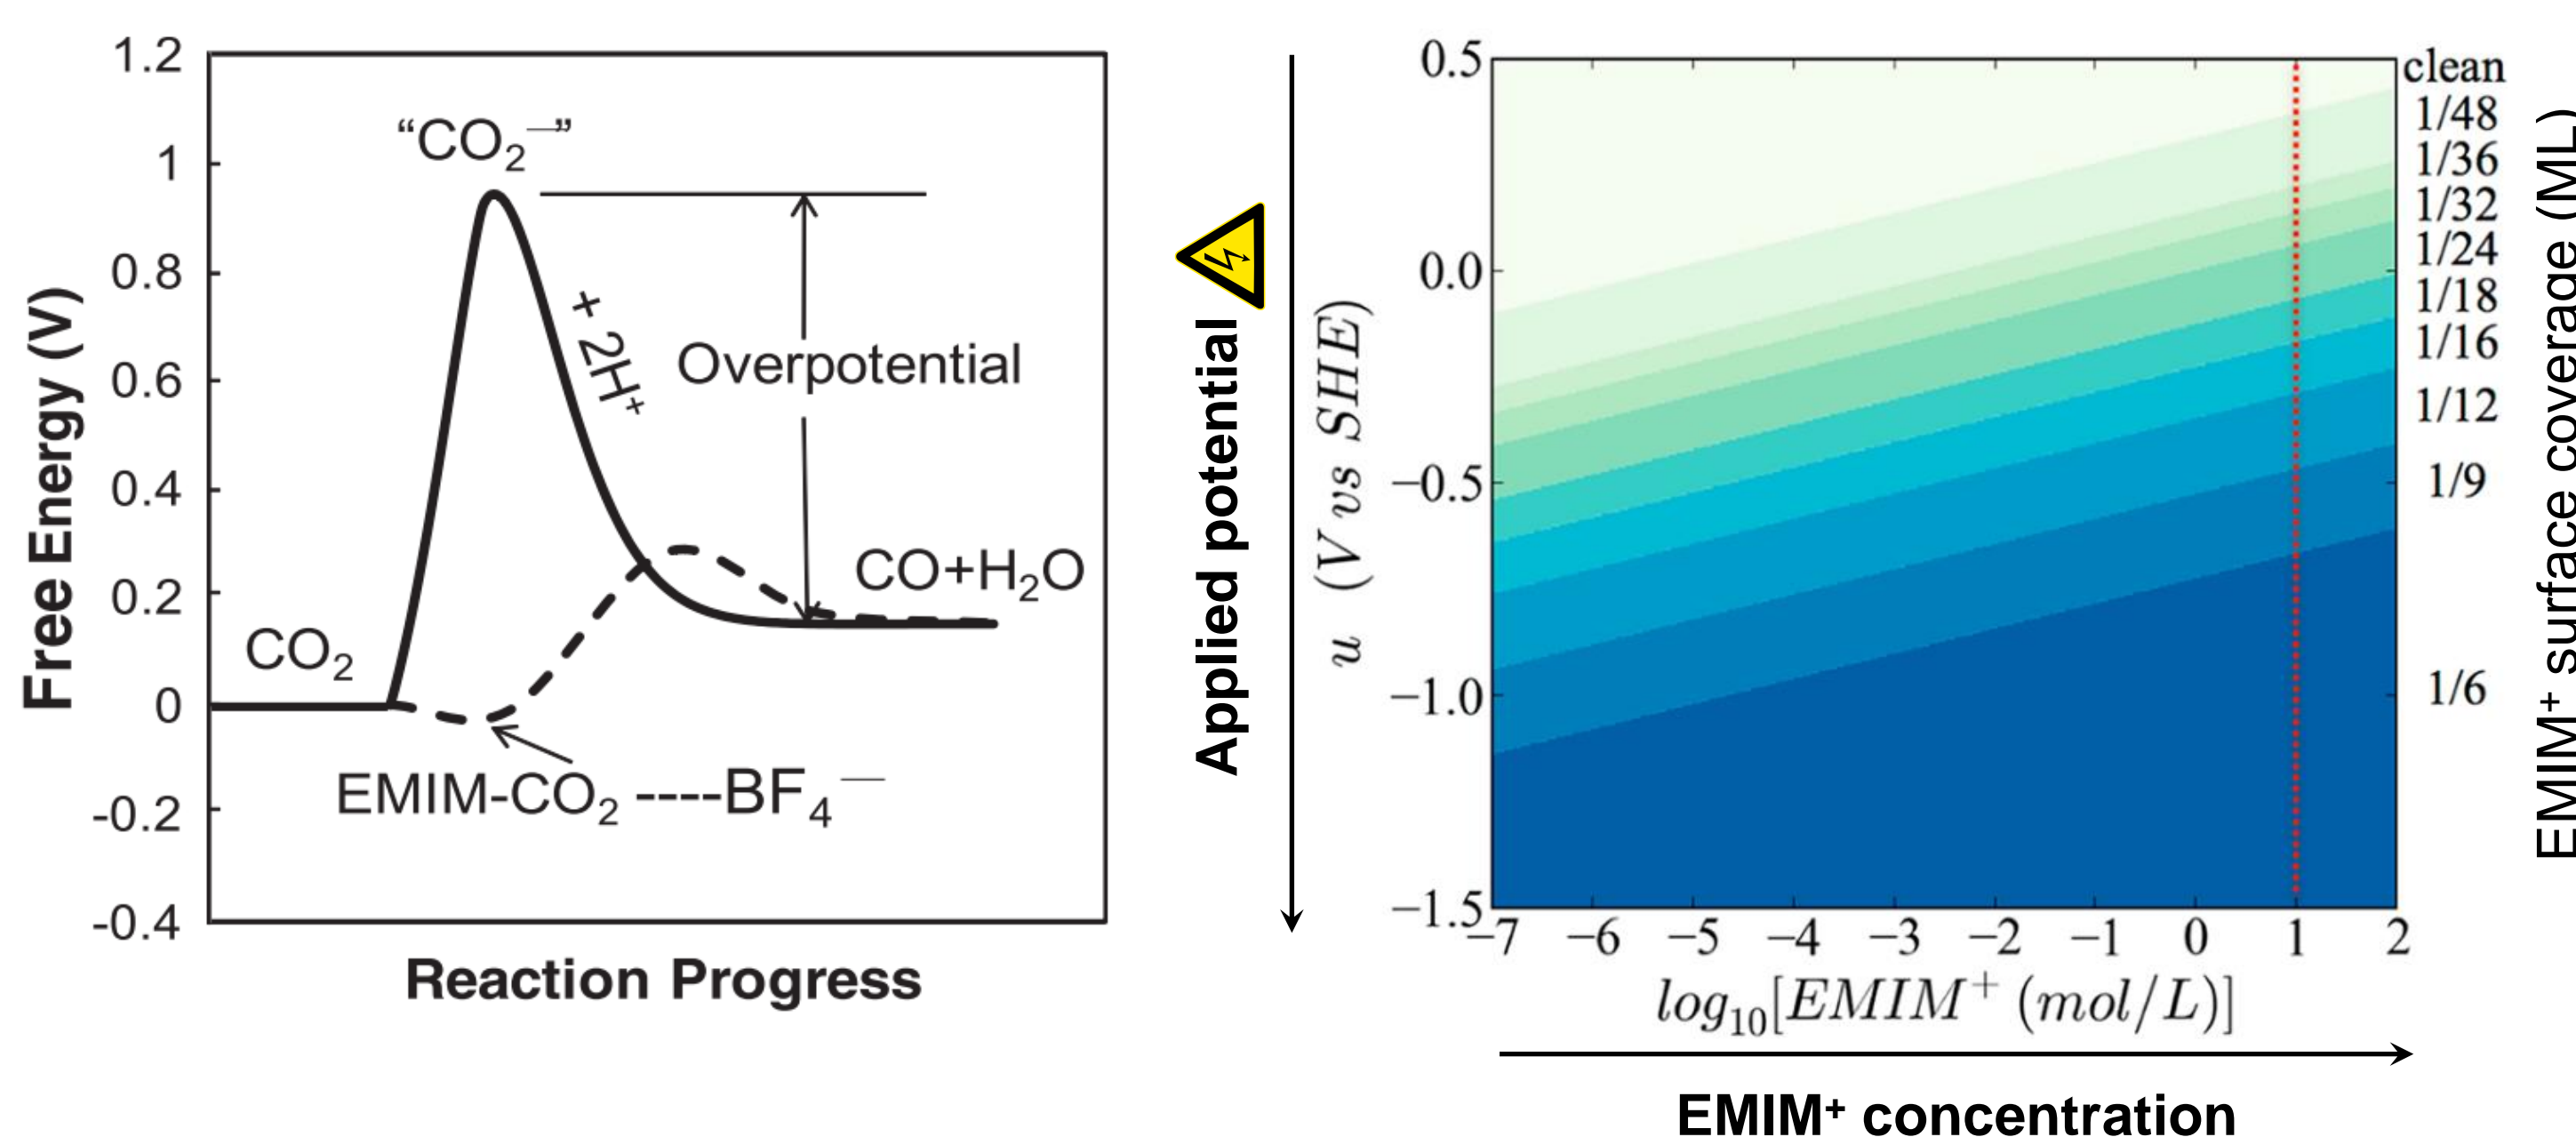 1.2
1
0.8
0.6
0.4
0.2
0
-0.2
-0.4
Free Energy (V)
“CO₂⁻”
+ 2H⁺
Overpotential
CO+H₂O
CO₂
EMIM-CO₂ ----BF₄⁻
Reaction Progress
Applied potential
u (V vs SHE)
0.5
0.0
−0.5
−1.0
−1.5
−7 −6 −5 −4 −3 −2 −1 0 1 2
log₁₀[EMIM⁺ (mol/L)]
EMIM⁺ concentration
clean
1/48
1/36
1/32
1/24
1/18
1/16
1/12
1/9
1/6
EMIM⁺ surface coverage (ML)